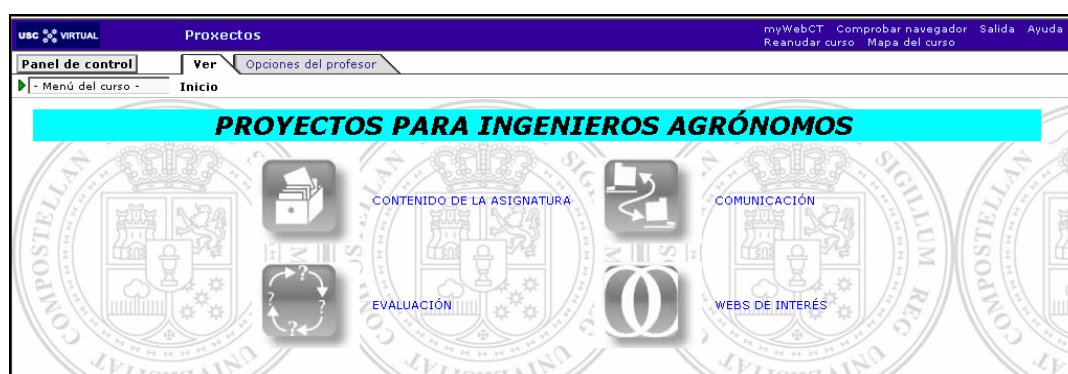 USC VIRTUAL
Proxectos
myWebCT Comprobar navegador Salida Ayuda
Reanudar curso Mapa del curso
Panel de control
Ver
Opciones del profesor
- Menú del curso -
Inicio
PROYECTOS PARA INGENIEROS AGRÓNOMOS
CONTENIDO DE LA ASIGNATURA
COMUNICACIÓN
EVALUACIÓN
WEBS DE INTERÉS